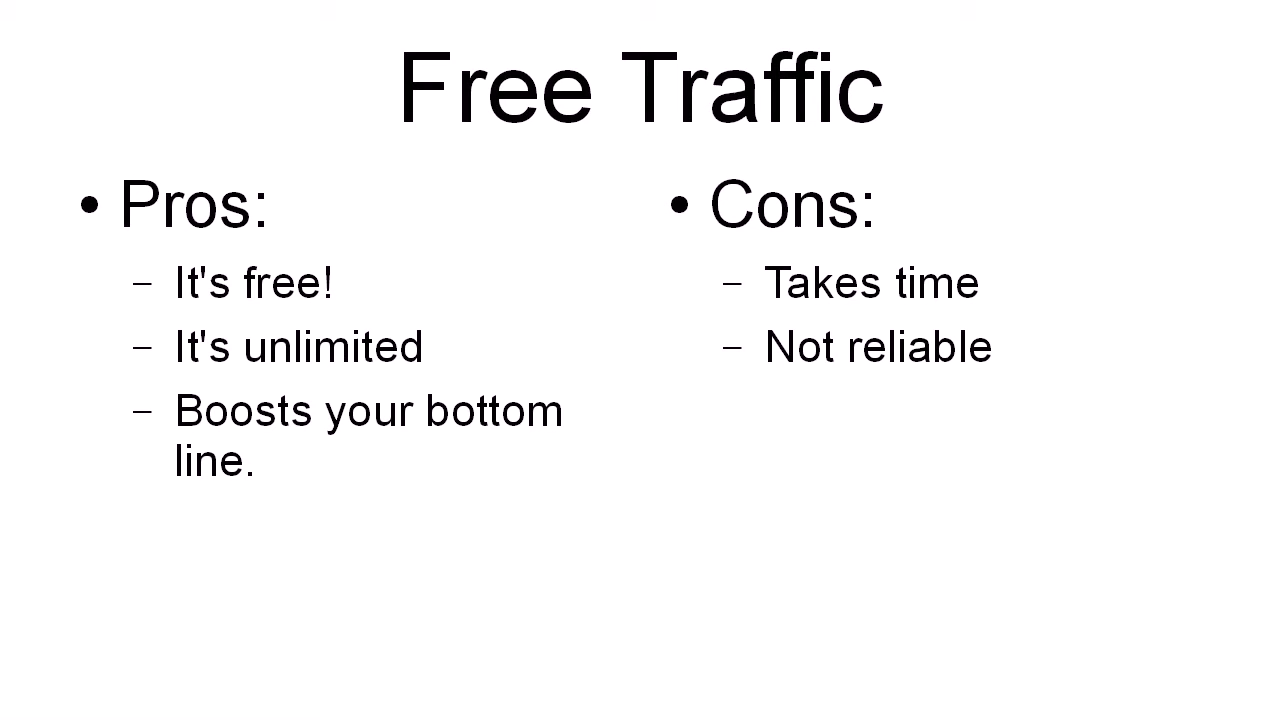 Free Traffic
• Pros:
– It's free!
– It's unlimited
– Boosts your bottom
line.
• Cons:
– Takes time
– Not reliable